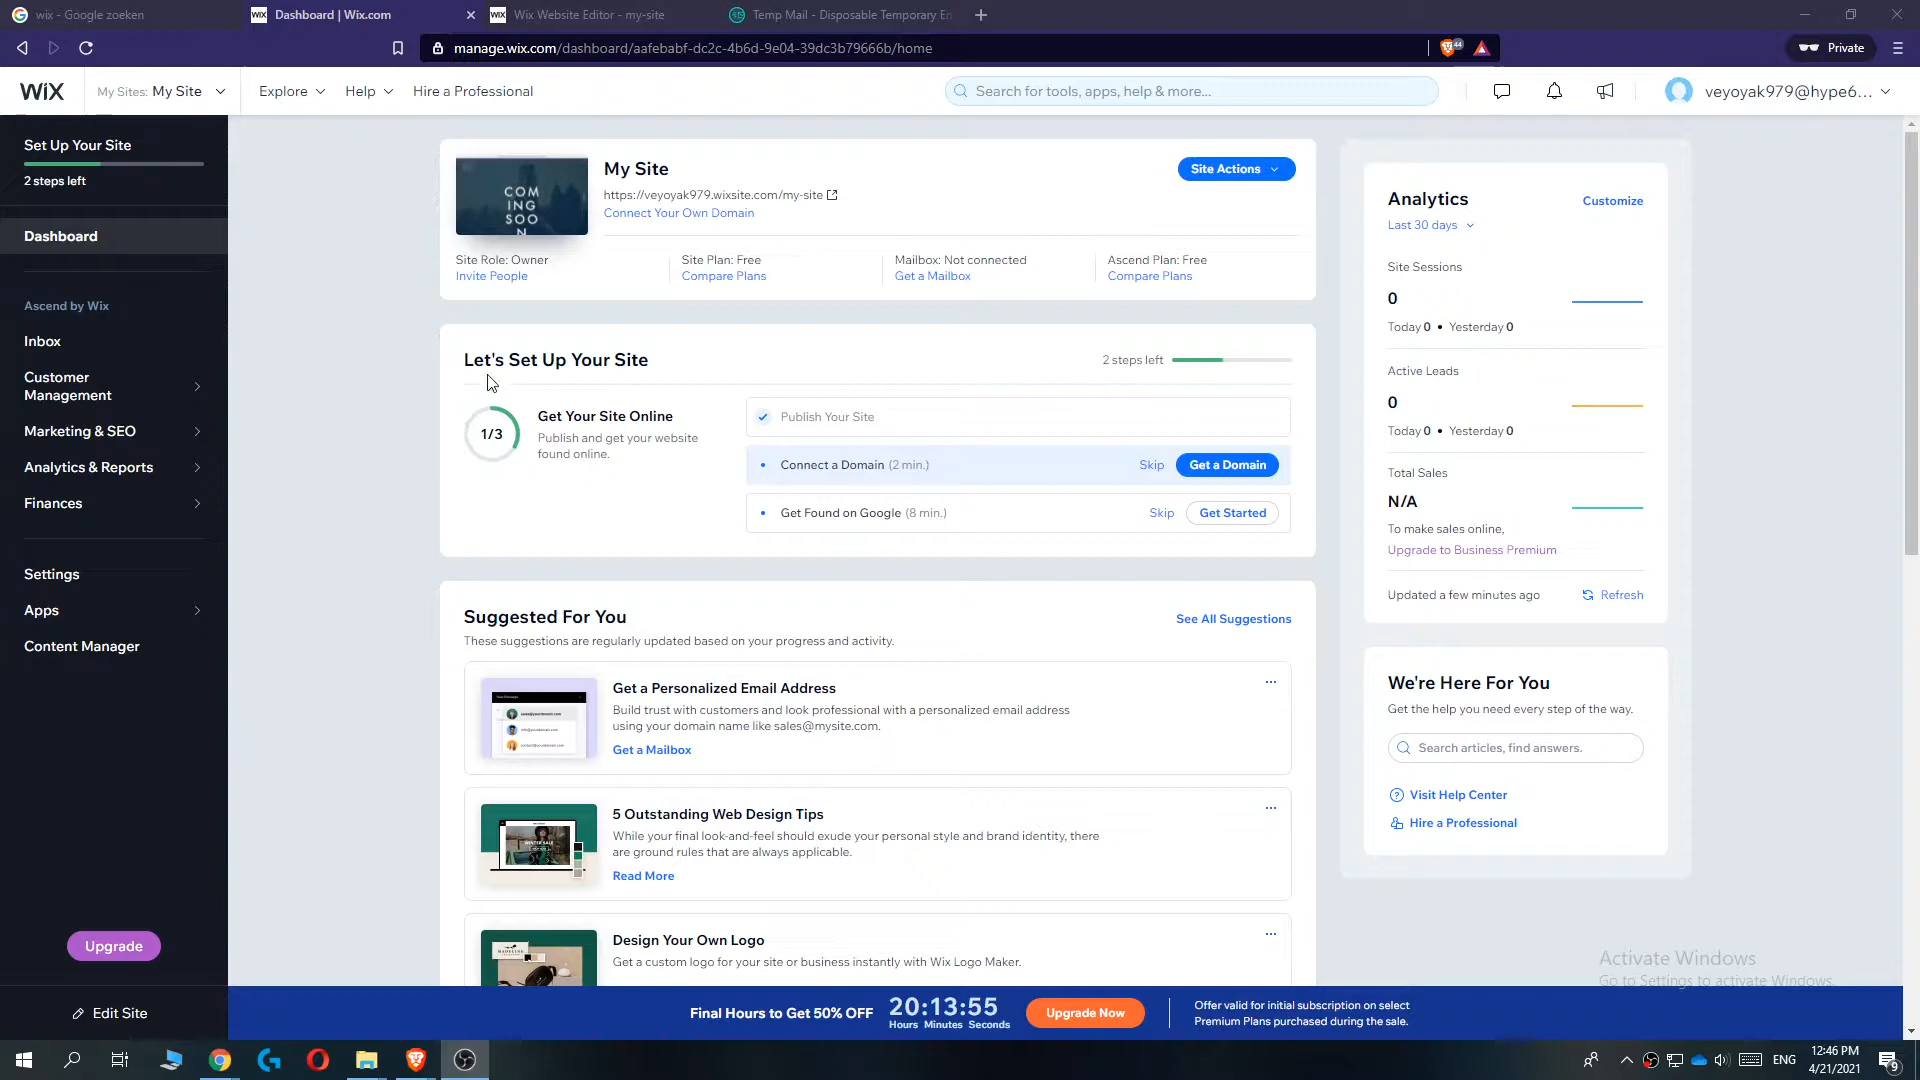 wix - Google zoeken
Dashboard | Wix.com
Wix Website Editor - my-site
Temp Mail - Disposable Temporary En
manage.wix.com/dashboard/aafebabf-dc2c-4b6d-9e04-39dc3b79666b/home
44
Private
WiX
My Sites: My Site
Explore
Help
Hire a Professional
Search for tools, apps, help & more...
veyoyak979@hype6...
Set Up Your Site
2 steps left
Dashboard
Ascend by Wix
Inbox
Customer
Management
Marketing & SEO
Analytics & Reports
Finances
Settings
Apps
Content Manager
Upgrade
Edit Site
COM
ING
SOO
N
My Site
https://veyoyak979.wixsite.com/my-site
Connect Your Own Domain
Site Actions
Site Role: Owner
Invite People
Site Plan: Free
Compare Plans
Mailbox: Not connected
Get a Mailbox
Ascend Plan: Free
Compare Plans
Let's Set Up Your Site
2 steps left
1/3
Get Your Site Online
Publish and get your website
found online.
Publish Your Site
Connect a Domain (2 min.)
Skip
Get a Domain
Get Found on Google (8 min.)
Skip
Get Started
Suggested For You
These suggestions are regularly updated based on your progress and activity.
See All Suggestions
Get a Personalized Email Address
Build trust with customers and look professional with a personalized email address
using your domain name like sales@mysite.com.
Get a Mailbox
5 Outstanding Web Design Tips
While your final look-and-feel should exude your personal style and brand identity, there
are ground rules that are always applicable.
Read More
WINTER SALE
Design Your Own Logo
Get a custom logo for your site or business instantly with Wix Logo Maker.
Analytics
Customize
Last 30 days
Site Sessions
0
Today 0 • Yesterday 0
Active Leads
0
Today 0 • Yesterday 0
Total Sales
N/A
To make sales online,
Upgrade to Business Premium
Updated a few minutes ago
Refresh
We're Here For You
Get the help you need every step of the way.
Search articles, find answers.
Visit Help Center
Hire a Professional
Activate Windows
Go to Settings to activate Windows.
Final Hours to Get 50% OFF
20:13:55
Hours Minutes Seconds
Upgrade Now
Offer valid for initial subscription on select
Premium Plans purchased during the sale.
ENG
12:46 PM
4/21/2021
9